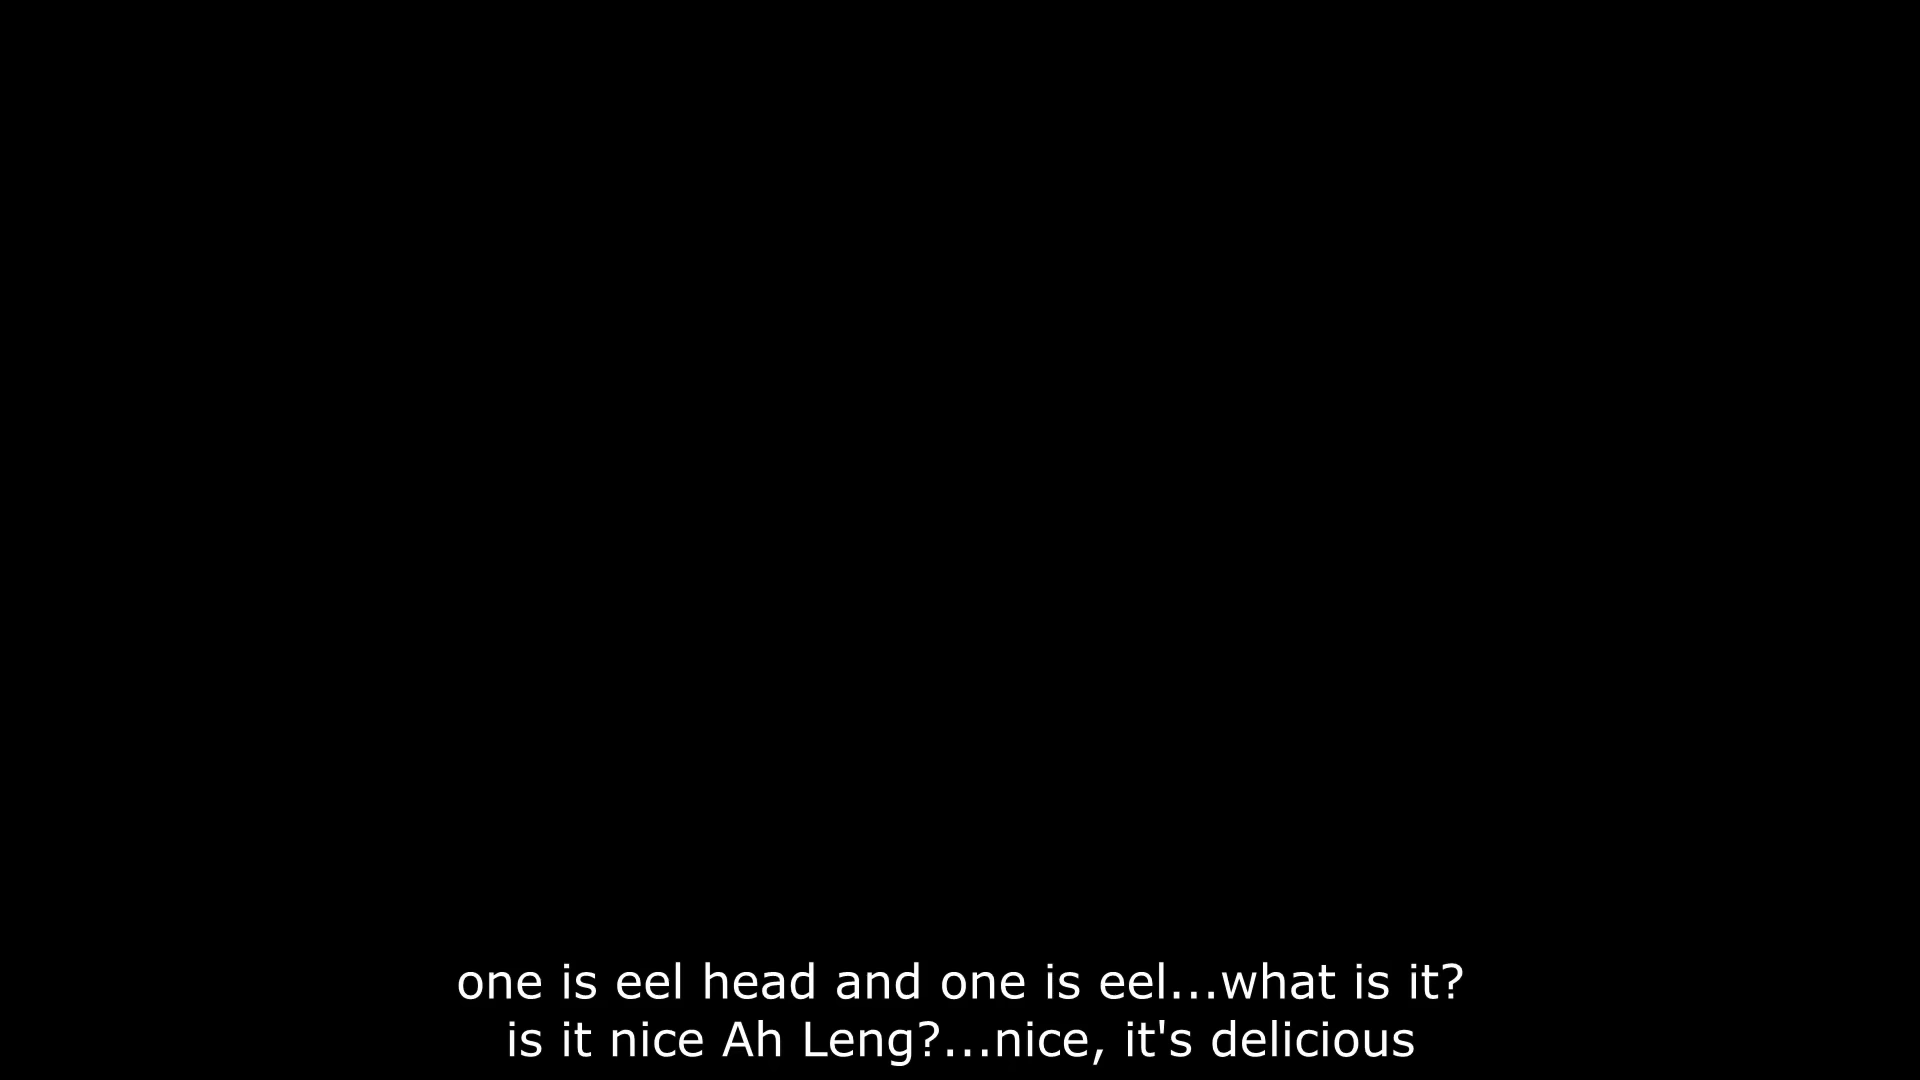 one is eel head and one is eel...what is it?
is it nice Ah Leng?...nice, it's delicious